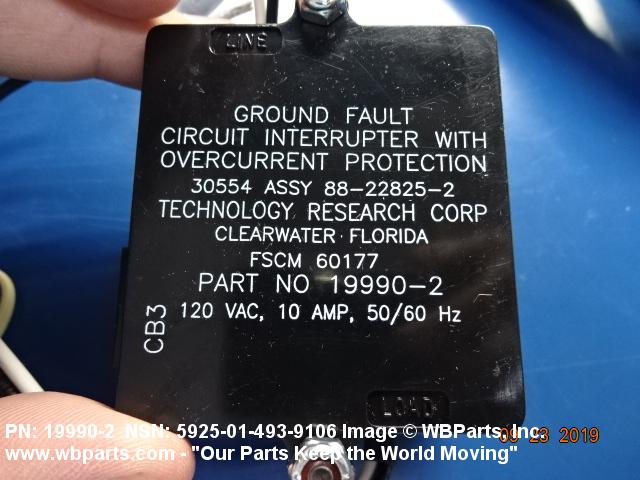 LINE
GROUND FAULT
CIRCUIT INTERRUPTER WITH
OVERCURRENT PROTECTION
30554 ASSY 88-22825-2
TECHNOLOGY RESEARCH CORP
CLEARWATER FLORIDA
FSCM 60177
PART NO 19990-2
120 VAC, 10 AMP, 50/60 Hz
CB3
LOAD
PN: 19990-2 NSN: 5925-01-493-9106 Image © WBParts, Inc.
09 23 2019
www.wbparts.com - "Our Parts Keep the World Moving"